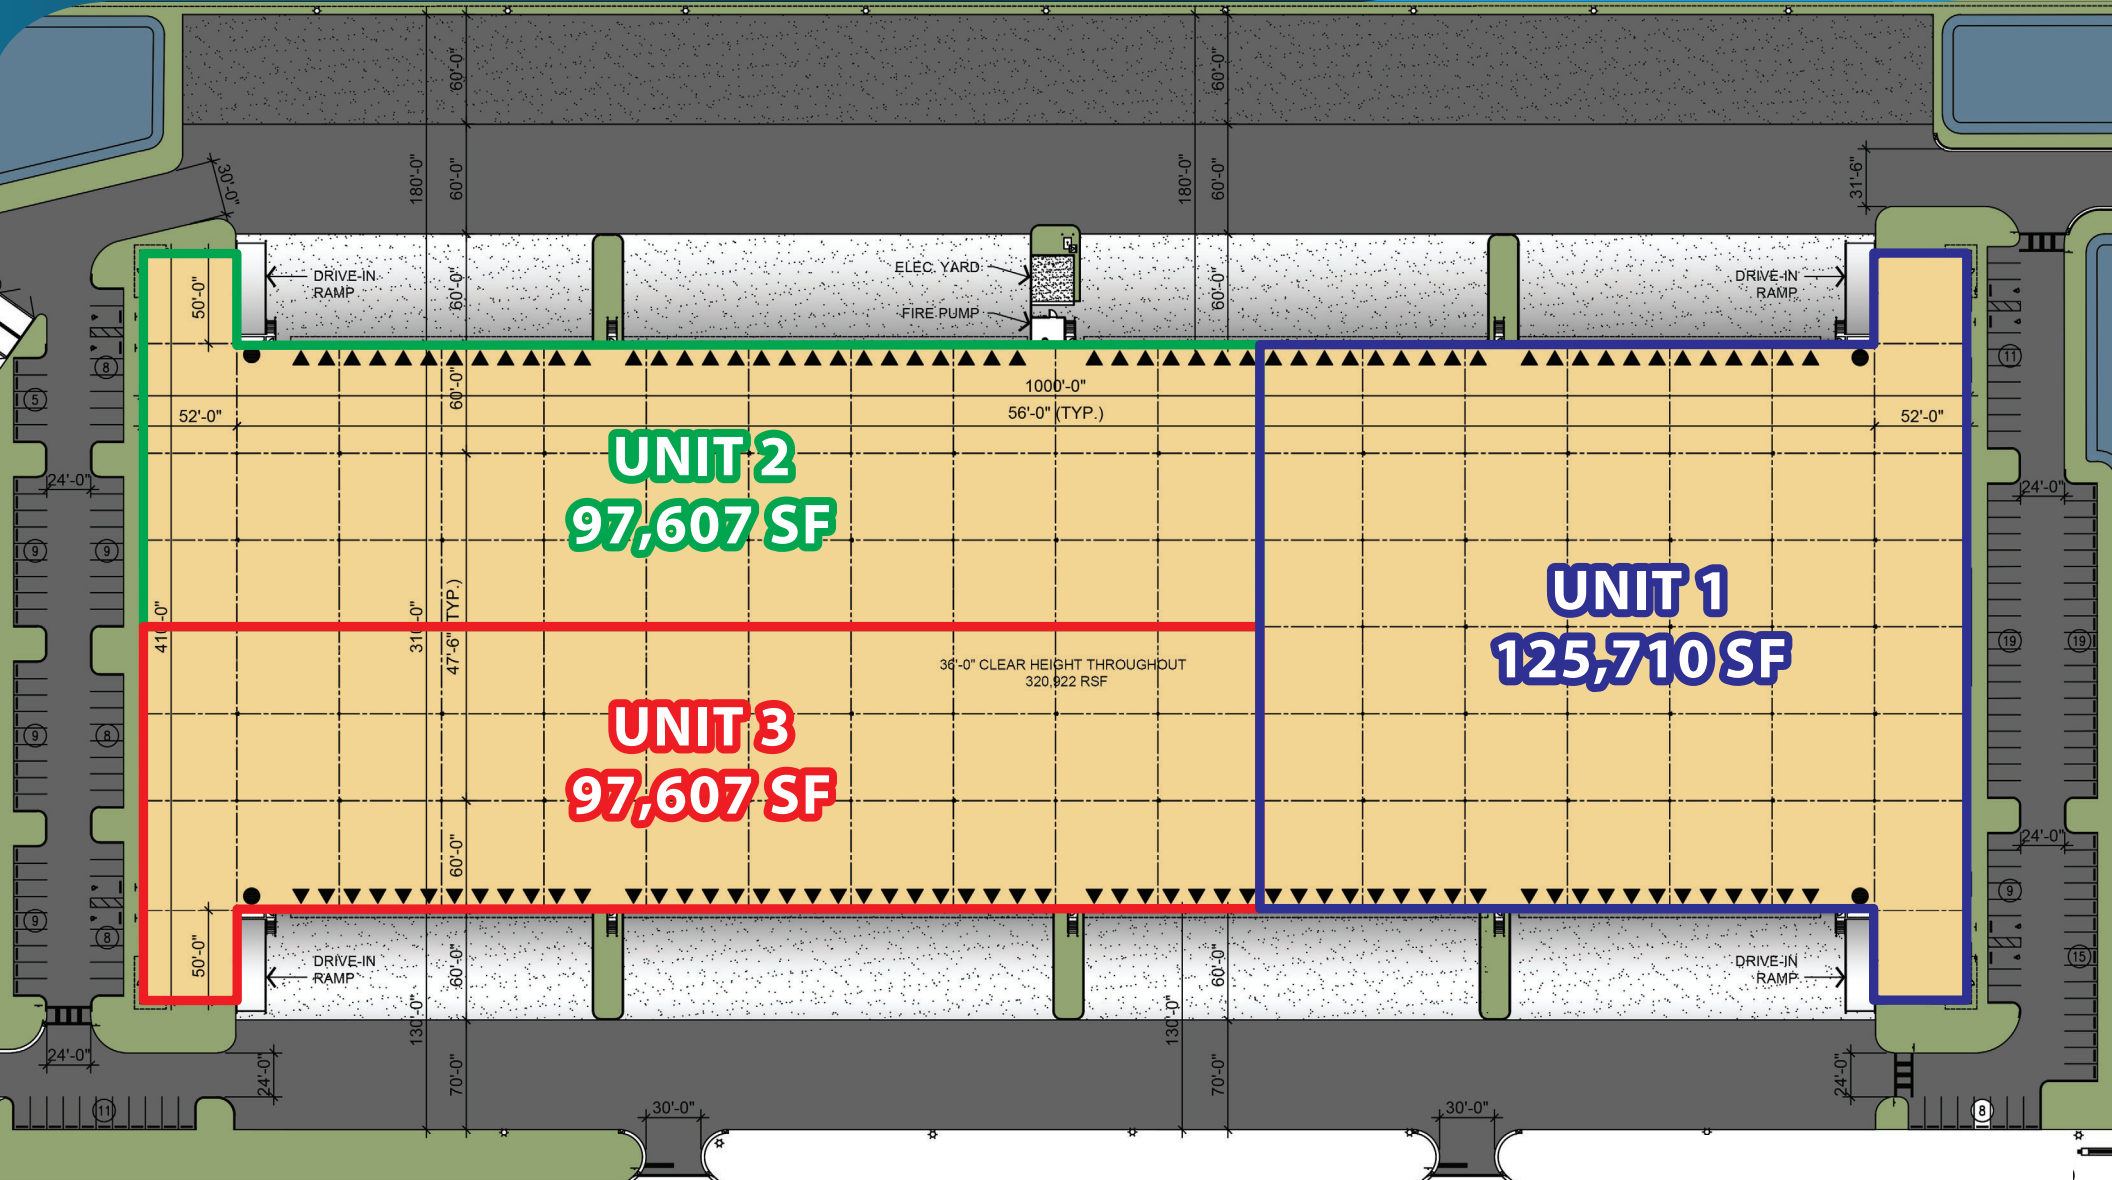 60'-0"
60'-0"
180'-0"
60'-0"
180'-0"
60'-0"
30'-0"
31'-6"
DRIVE-IN
RAMP
60'-0"
ELEC. YARD
FIRE PUMP
60'-0"
DRIVE-IN
RAMP
50'-0"
8
5
60'-0"
1000'-0"
56'-0" (TYP.)
52'-0"
52'-0"
11
UNIT 2
97,607 SF
24'-0"
24'-0"
9
9
410'-0"
310'-0"
47'-6" (TYP.)
UNIT 1
125,710 SF
19
19
36'-0" CLEAR HEIGHT THROUGHOUT
320,922 RSF
UNIT 3
97,607 SF
9
8
60'-0"
24'-0"
9
9
8
50'-0"
DRIVE-IN
RAMP
60'-0"
60'-0"
DRIVE-IN
RAMP
15
130'-0"
130'-0"
24'-0"
24'-0"
70'-0"
70'-0"
24'-0"
11
30'-0"
30'-0"
8